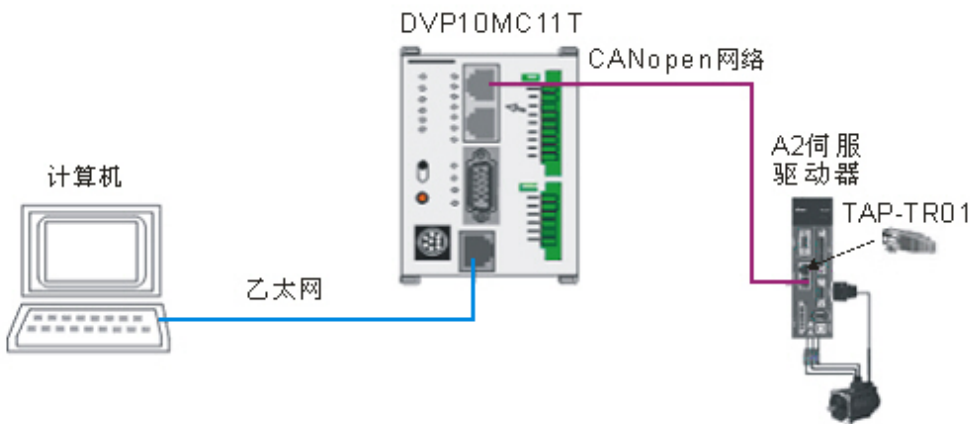 DVP10MC11T
CANopen网络
A2伺服
驱动器
计算机
TAP-TR01
乙太网